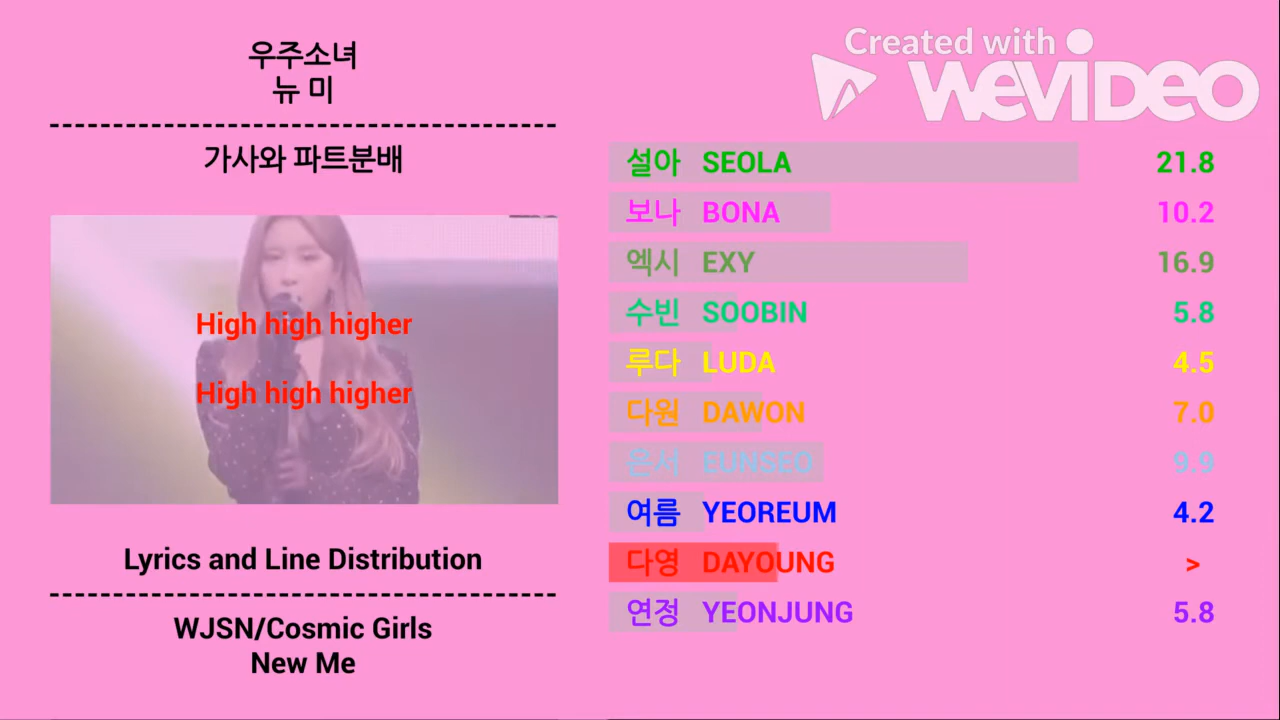 우주소녀
뉴 미
가사와 파트분배
High high higher
High high higher
Lyrics and Line Distribution
WJSN/Cosmic Girls
New Me
Created with
WEVIDEO
설아 SEOLA 21.8
보나 BONA 10.2
엑시 EXY 16.9
수빈 SOOBIN 5.8
루다 LUDA 4.5
다원 DAWON 7.0
은서 EUNSEO 9.9
여름 YEOREUM 4.2
다영 DAYOUNG >
연정 YEONJUNG 5.8